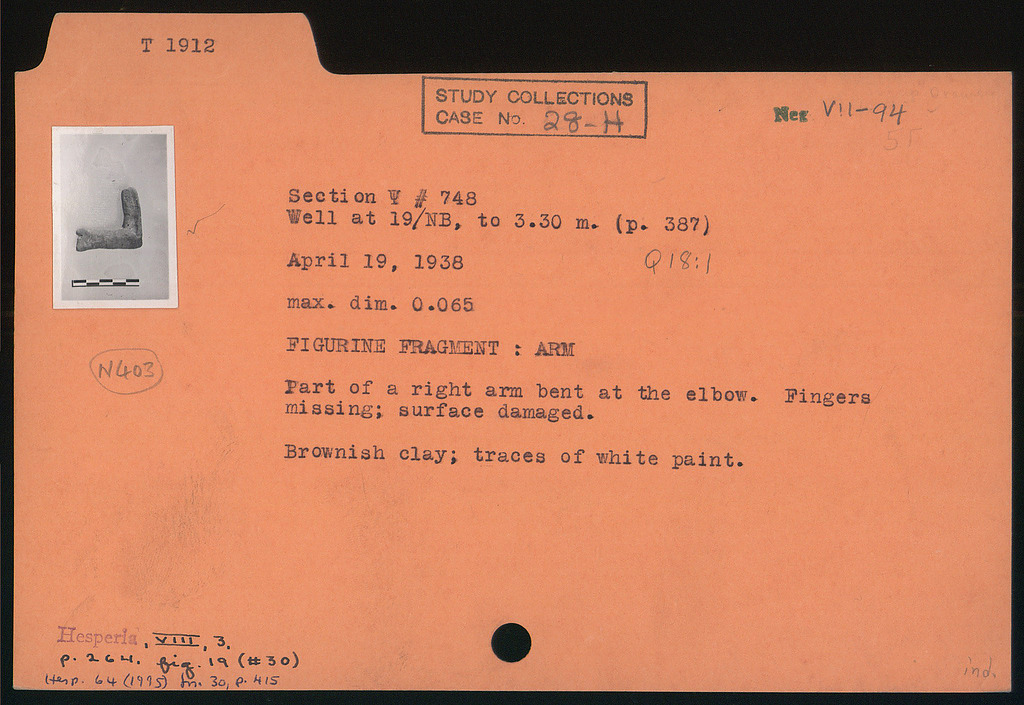 T 1912
STUDY COLLECTIONS
CASE No. 28-H
Neg VII-94
Section Ψ # 748
Well at 19/NB, to 3.30 m. (p. 387)
April 19, 1938
Q 18:1
max. dim. 0.065
FIGURINE FRAGMENT : ARM
N403
Part of a right arm bent at the elbow. Fingers
missing; surface damaged.
Brownish clay; traces of white paint.
Hesperia, VIII, 3.
p. 264. fig. 19 (#30)
Hesp. 64 (1995) fn. 30, p. 415
ind.